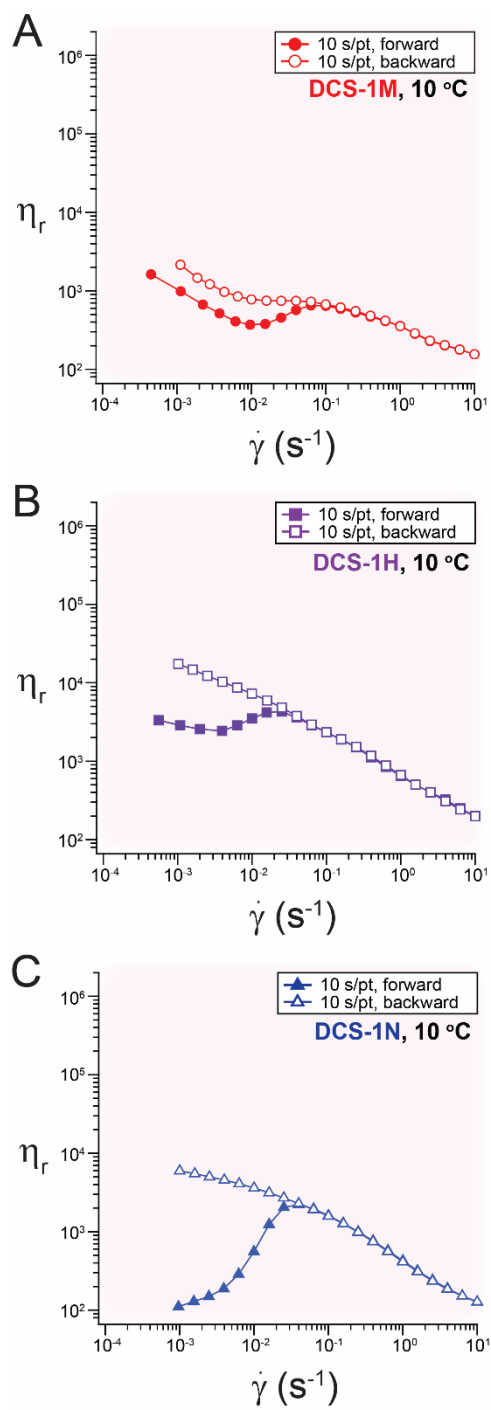 A
10 s/pt, forward
10 s/pt, backward
DCS-1M, 10 °C
10⁶
10⁵
10⁴
ηr
10³
10²
10⁻⁴ 10⁻³ 10⁻² 10⁻¹ 10⁰ 10¹
γ̇ (s⁻¹)
B
10 s/pt, forward
10 s/pt, backward
DCS-1H, 10 °C
10⁶
10⁵
10⁴
ηr
10³
10²
10⁻⁴ 10⁻³ 10⁻² 10⁻¹ 10⁰ 10¹
γ̇ (s⁻¹)
C
10 s/pt, forward
10 s/pt, backward
DCS-1N, 10 °C
10⁶
10⁵
10⁴
ηr
10³
10²
10⁻⁴ 10⁻³ 10⁻² 10⁻¹ 10⁰ 10¹
γ̇ (s⁻¹)